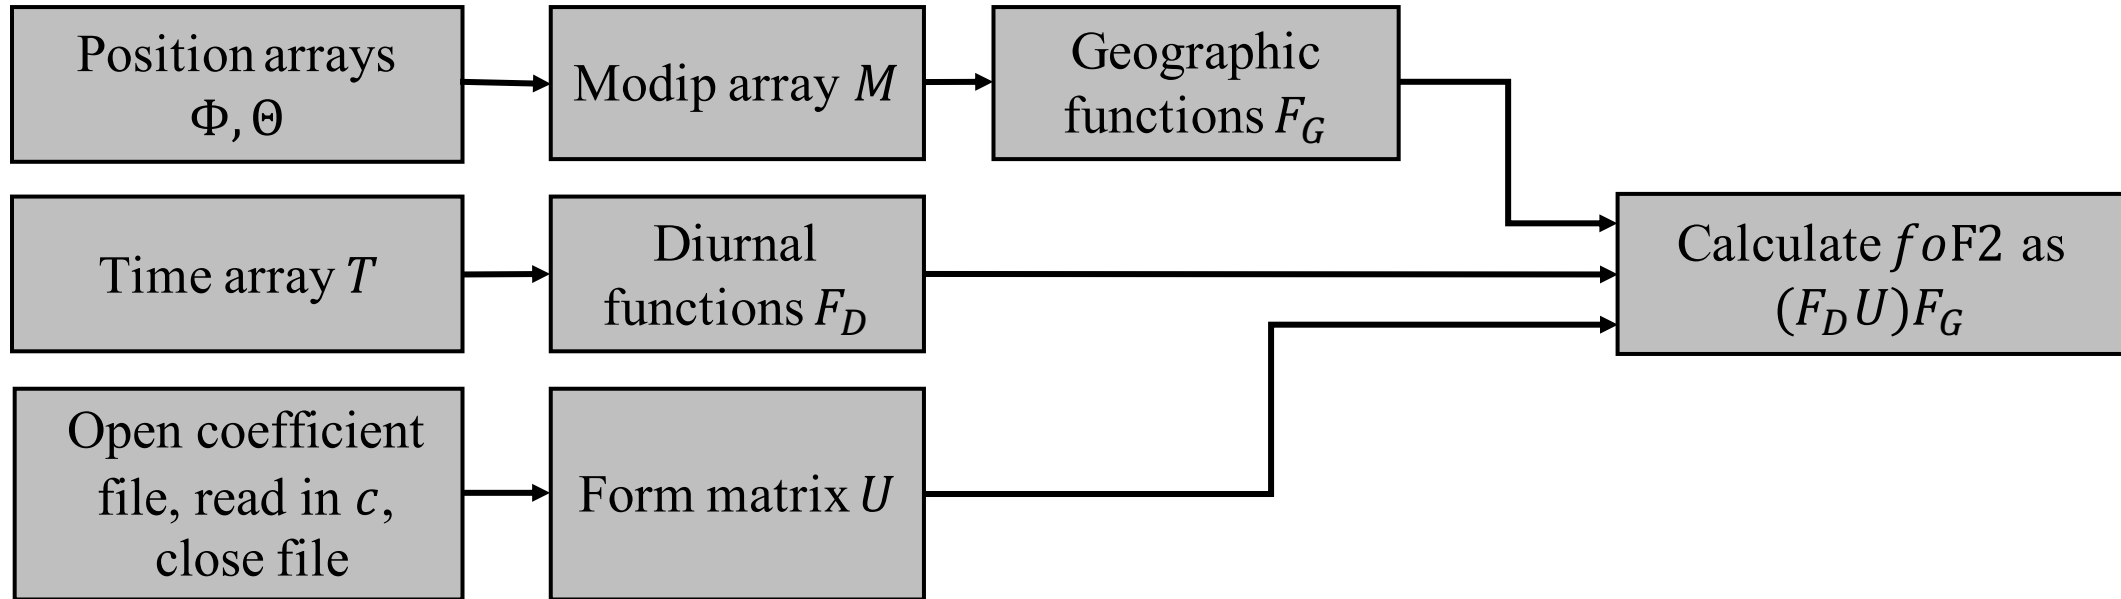 Position arrays
Φ, Θ
Modip array M
Geographic
functions F_G
Time array T
Diurnal
functions F_D
Open coefficient
file, read in c,
close file
Form matrix U
Calculate foF2 as
(F_D U)F_G